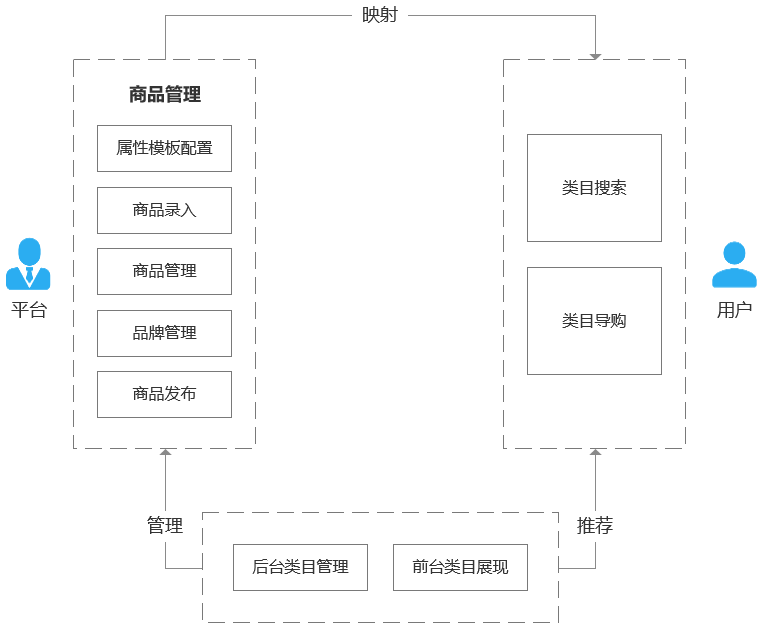 映射
商品管理
属性模板配置
商品录入
商品管理
品牌管理
商品发布
平台
类目搜索
类目导购
用户
管理
推荐
后台类目管理
前台类目展现